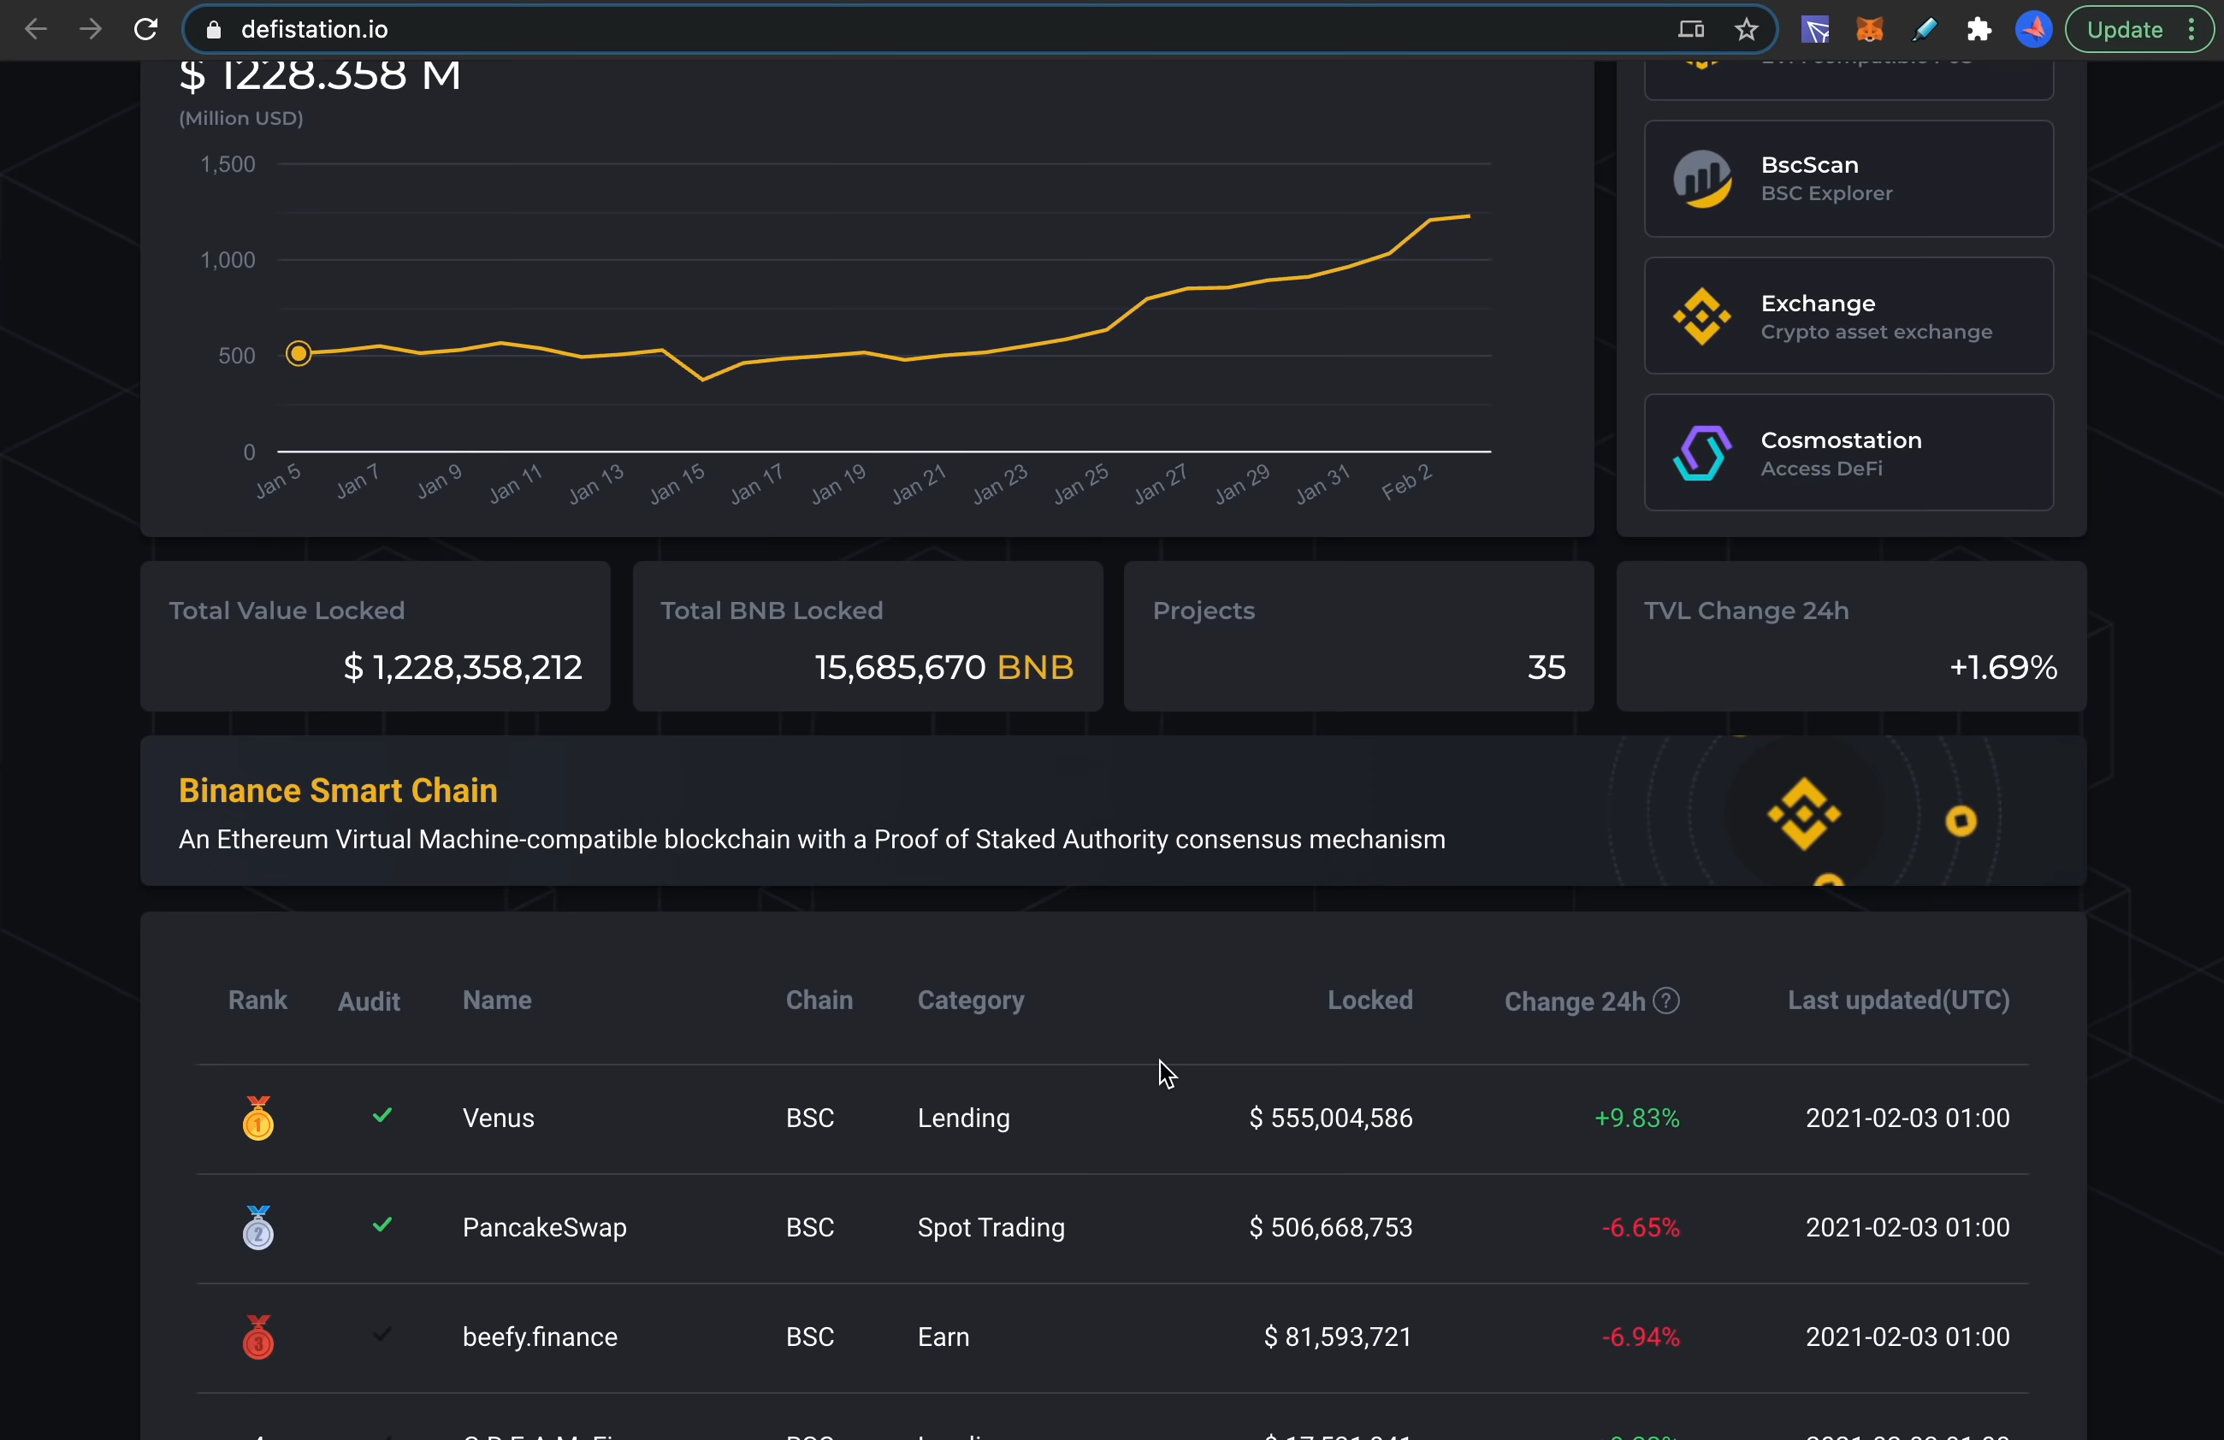 defistation.io
Update
$ 1228.358 M
(Million USD)
1,500
1,000
500
0
Jan 5
Jan 7
Jan 9
Jan 11
Jan 13
Jan 15
Jan 17
Jan 19
Jan 21
Jan 23
Jan 25
Jan 27
Jan 29
Jan 31
Feb 2
BscScan
BSC Explorer
Exchange
Crypto asset exchange
Cosmostation
Access DeFi
Total Value Locked
$ 1,228,358,212
Total BNB Locked
15,685,670 BNB
Projects
35
TVL Change 24h
+1.69%
Binance Smart Chain
An Ethereum Virtual Machine-compatible blockchain with a Proof of Staked Authority consensus mechanism
Rank Audit Name Chain Category Locked Change 24h ? Last updated(UTC)
1 Venus BSC Lending $ 555,004,586 +9.83% 2021-02-03 01:00
2 PancakeSwap BSC Spot Trading $ 506,668,753 -6.65% 2021-02-03 01:00
3 beefy.finance BSC Earn $ 81,593,721 -6.94% 2021-02-03 01:00